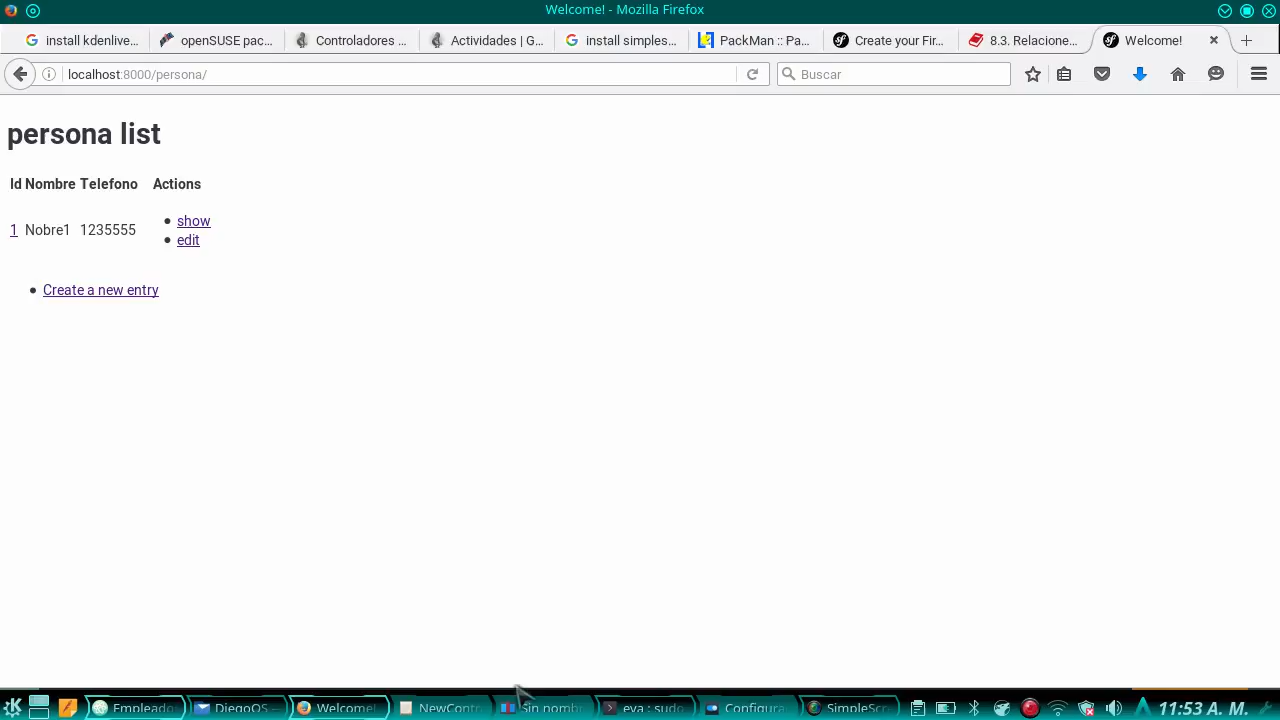 Welcome! - Mozilla Firefox
install kdenlive...
openSUSE pac...
Controladores ...
Actividades | G...
install simples...
PackMan :: Pa...
Create your Fir...
8.3. Relacione...
Welcome!
localhost:8000/persona/
Buscar
persona list
Id Nombre Telefono Actions
1 Nobre1 1235555
show
edit
Create a new entry
Empleado
DiegoOS —
Welcome!
NewContr
Sin nombr
eva : sudo
Configura
SimpleScr
11:53 A. M.